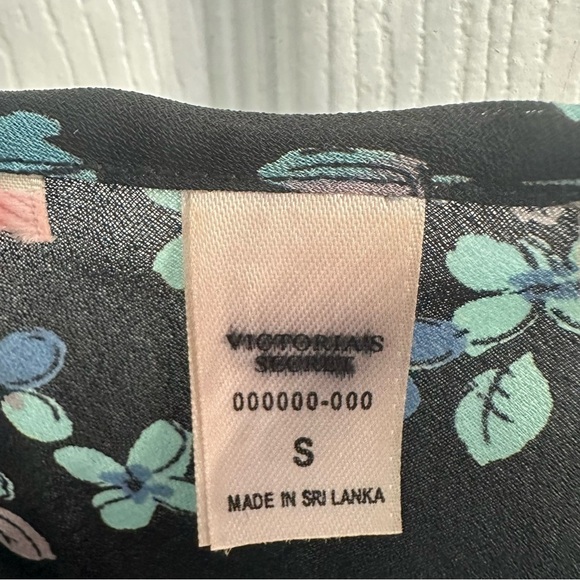 VICTORIA'S
SECRET
000000-000
S
MADE IN SRI LANKA